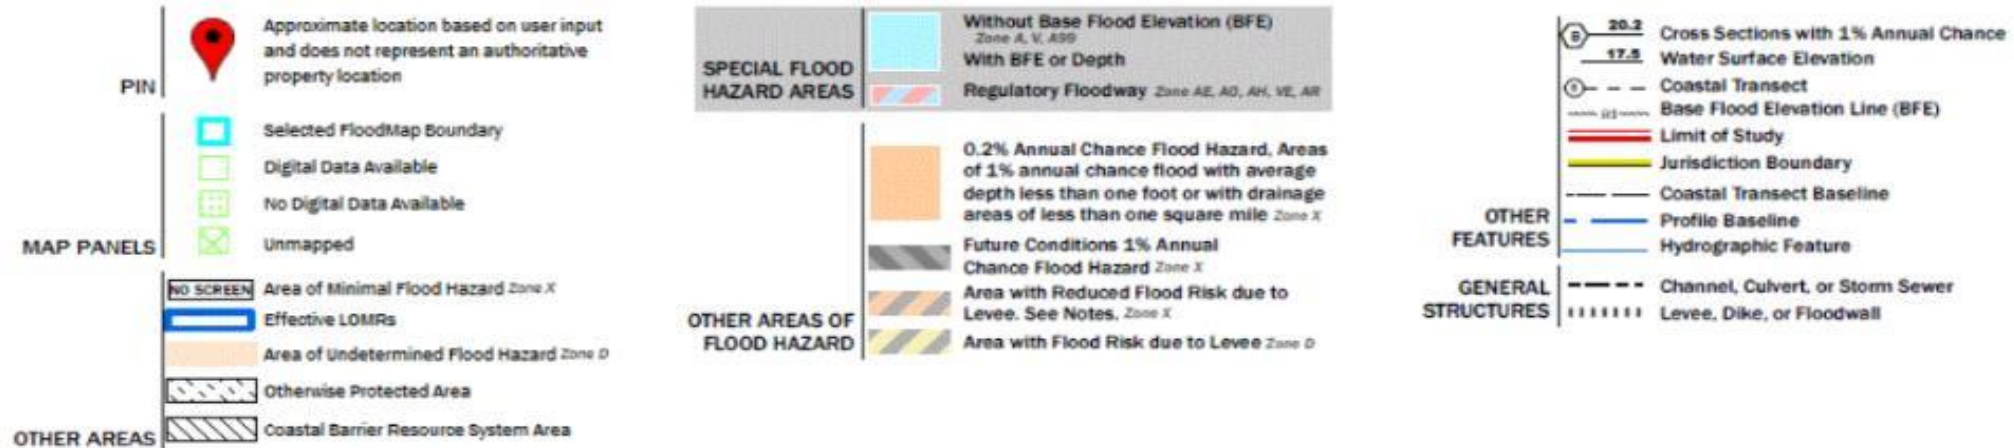 PIN
Approximate location based on user input
and does not represent an authoritative
property location
MAP PANELS
Selected FloodMap Boundary
Digital Data Available
No Digital Data Available
Unmapped
OTHER AREAS
NO SCREEN Area of Minimal Flood Hazard Zone X
Effective LOMRs
Area of Undetermined Flood Hazard Zone D
Otherwise Protected Area
Coastal Barrier Resource System Area
SPECIAL FLOOD
HAZARD AREAS
Without Base Flood Elevation (BFE)
Zone A, V, A99
With BFE or Depth
Regulatory Floodway Zone AE, AO, AH, VE, AR
OTHER AREAS OF
FLOOD HAZARD
0.2% Annual Chance Flood Hazard, Areas
of 1% annual chance flood with average
depth less than one foot or with drainage
areas of less than one square mile Zone X
Future Conditions 1% Annual
Chance Flood Hazard Zone X
Area with Reduced Flood Risk due to
Levee. See Notes. Zone X
Area with Flood Risk due to Levee Zone D
OTHER
FEATURES
B 20.2 Cross Sections with 1% Annual Chance
17.5 Water Surface Elevation
Coastal Transect
Base Flood Elevation Line (BFE)
Limit of Study
Jurisdiction Boundary
Coastal Transect Baseline
Profile Baseline
Hydrographic Feature
GENERAL
STRUCTURES
Channel, Culvert, or Storm Sewer
Levee, Dike, or Floodwall